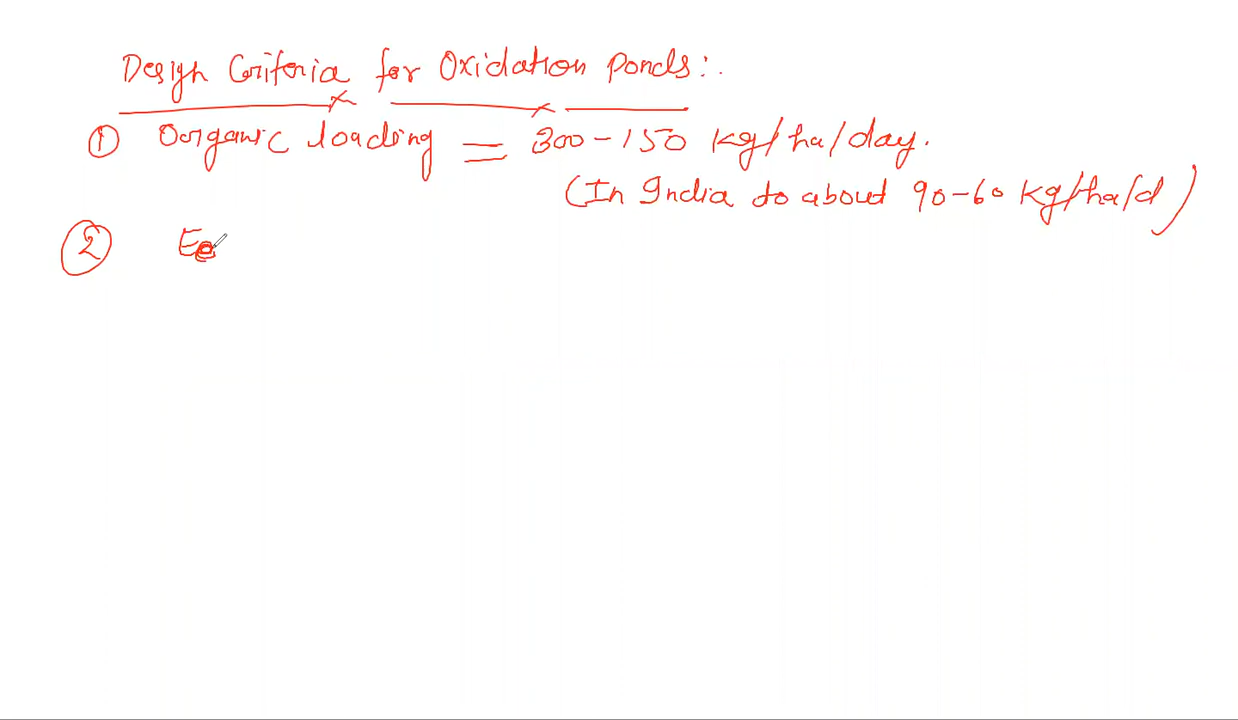 Design Criteria for Oxidation Ponds:.
① Oorganic loading = 300-150 kg/ha/day.
(In India to about 90-60 kg/ha/d)
②